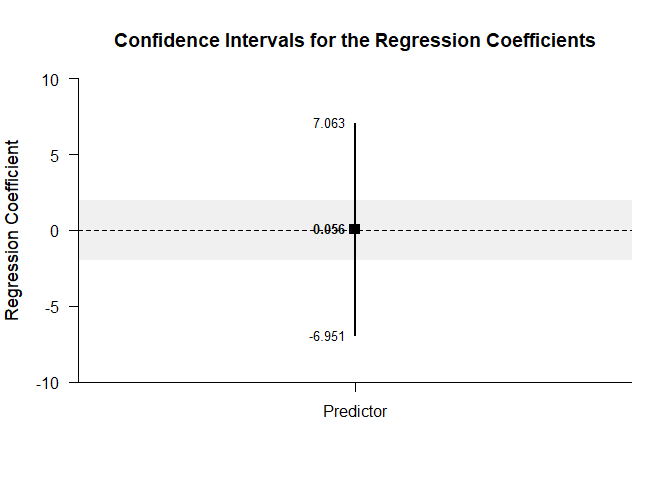 Confidence Intervals for the Regression Coefficients
Regression Coefficient
10
5
0
-5
-10
7.063
0.056
-6.951
Predictor